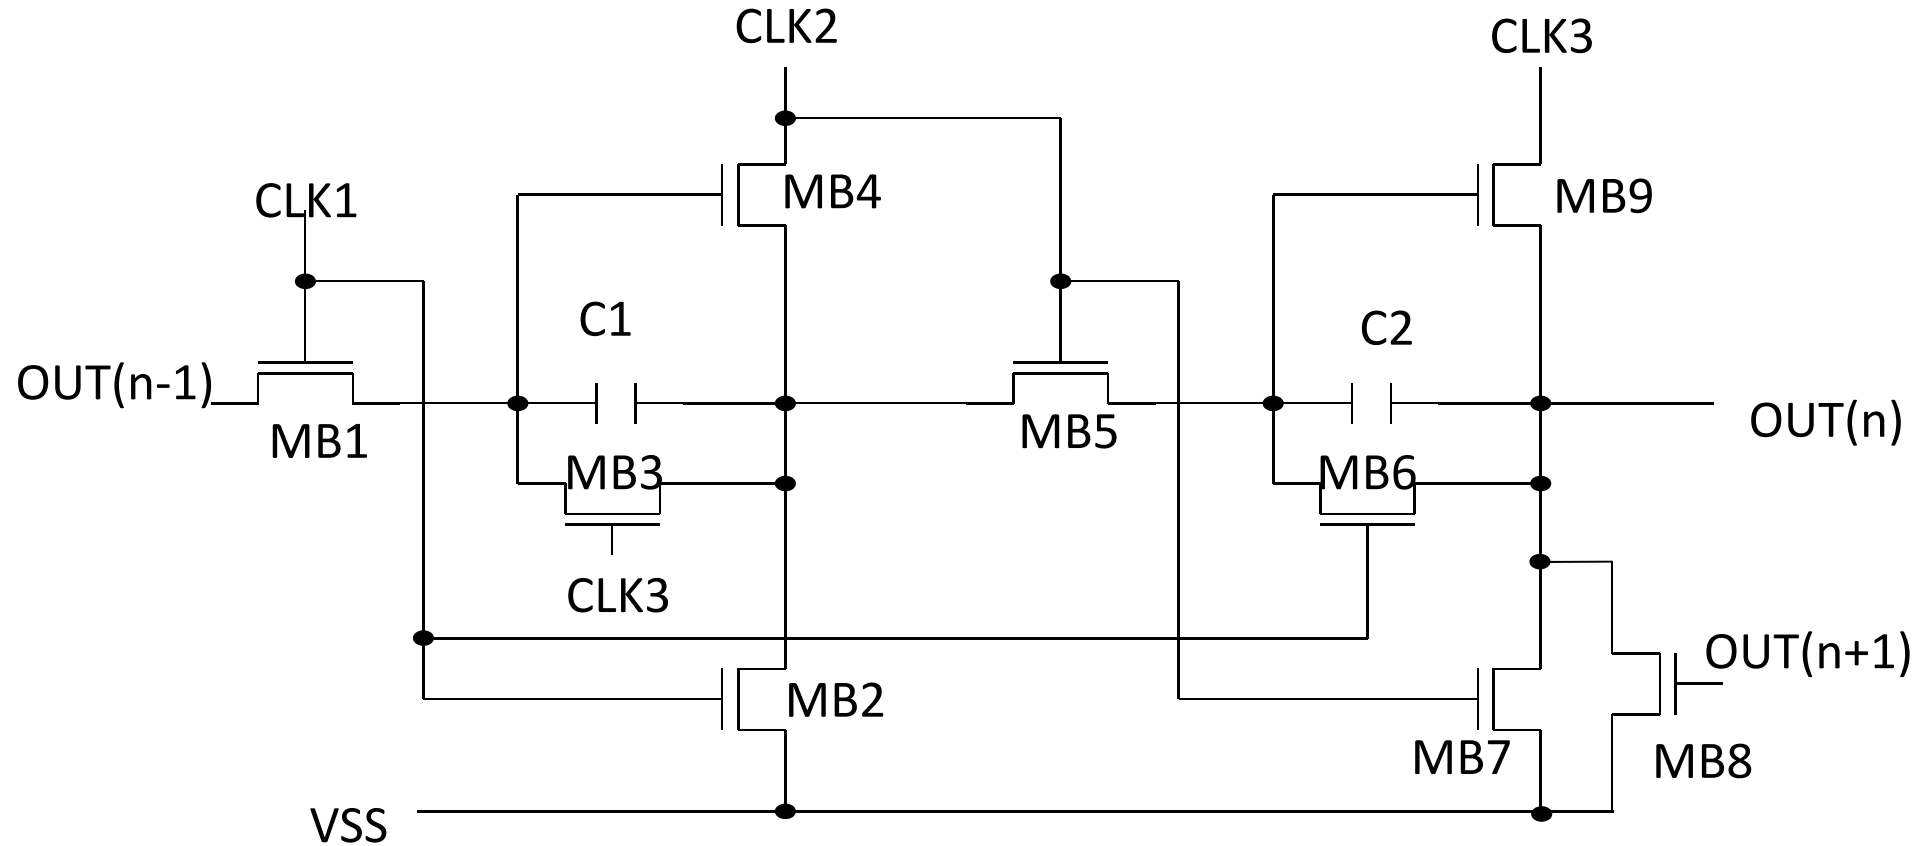 CLK2
CLK3
CLK1
MB4
MB9
C1
C2
OUT(n-1)
OUT(n)
MB1
MB5
MB3
MB6
CLK3
OUT(n+1)
MB2
MB7
MB8
VSS